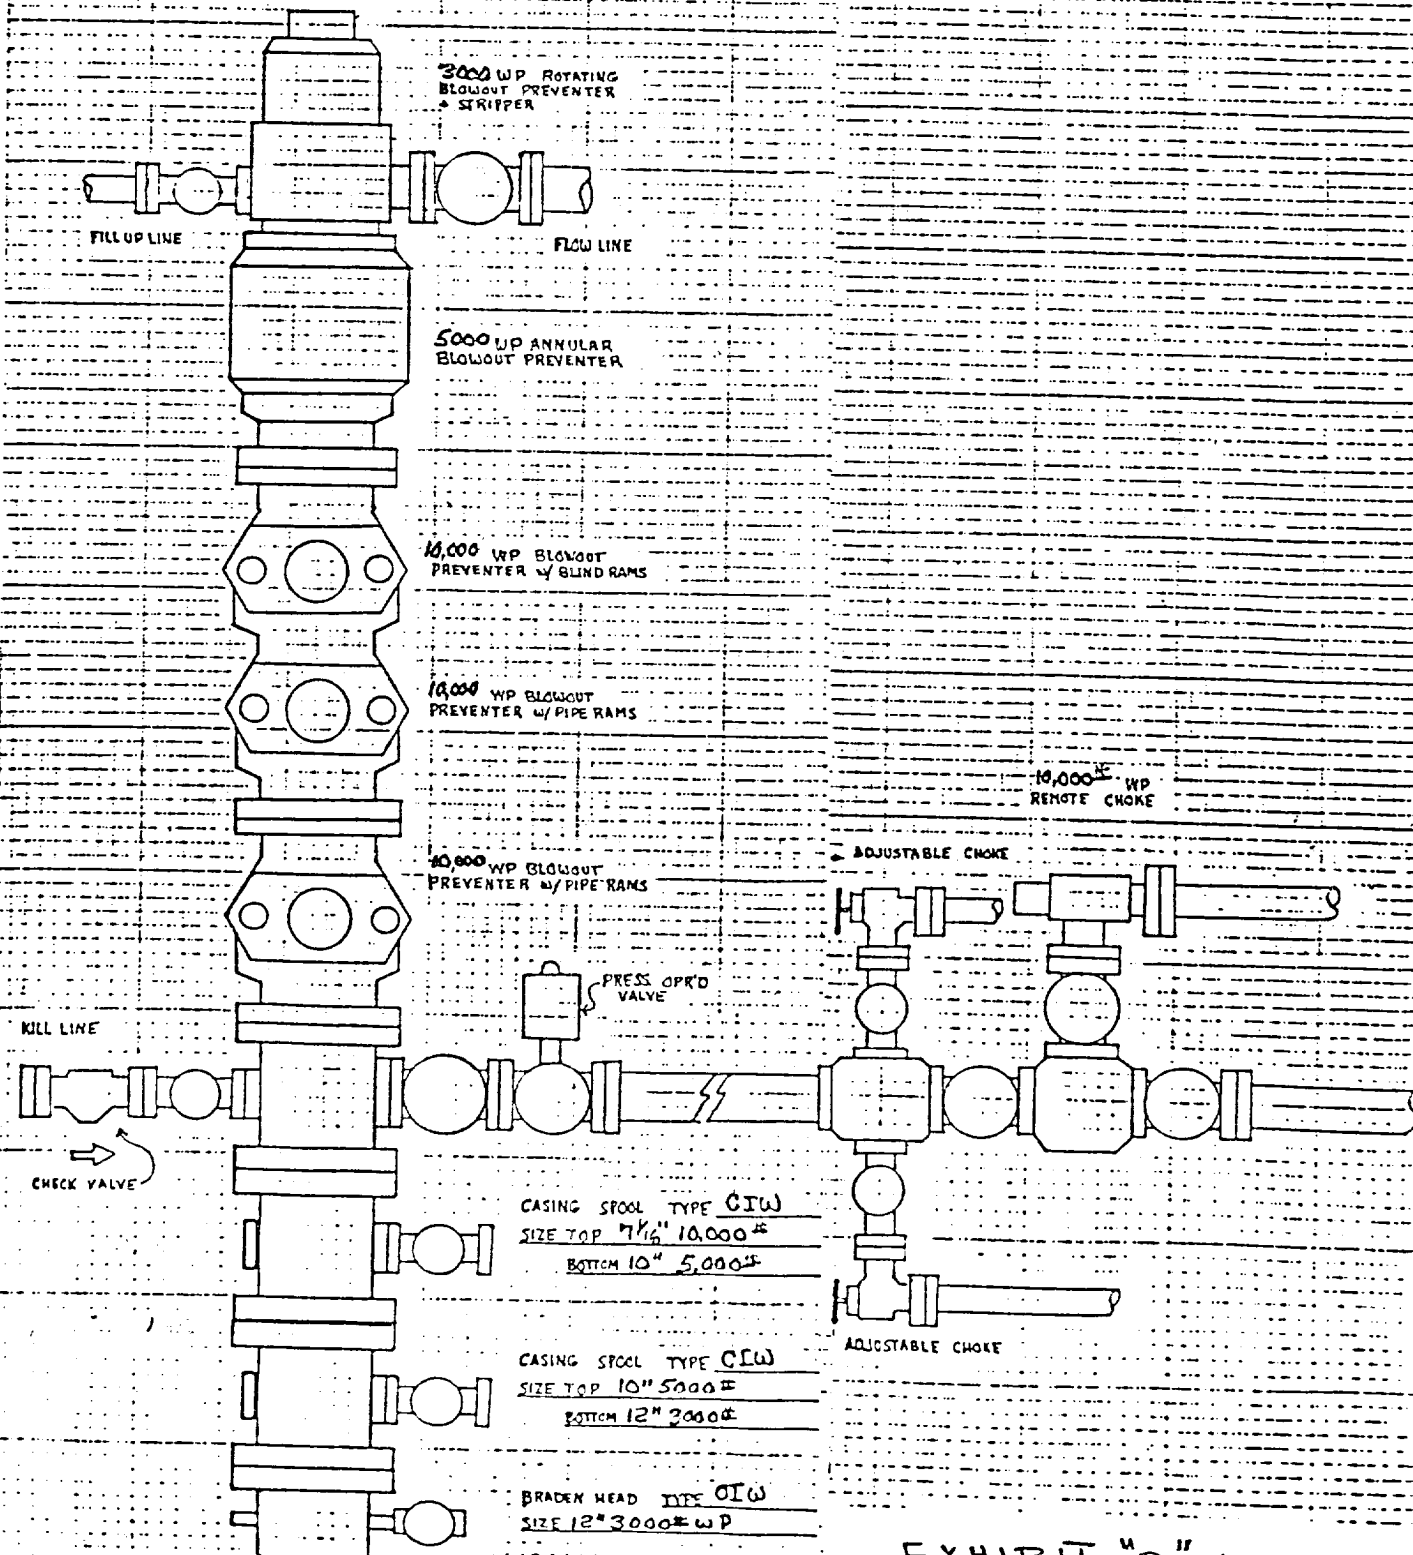 3000 WP ROTATING
BLOWOUT PREVENTER
& STRIPPER
FILL UP LINE
FLOW LINE
5000 WP ANNULAR
BLOWOUT PREVENTER
10,000 WP BLOWOUT
PREVENTER W/ BLIND RAMS
10,000 WP BLOWOUT
PREVENTER W/ PIPE RAMS
10,000# WP
REMOTE CHOKE
ADJUSTABLE CHOKE
10,000 WP BLOWOUT
PREVENTER W/ PIPE RAMS
PRESS OPR'D
VALVE
KILL LINE
CHECK VALVE
CASING SPOOL TYPE CIW
SIZE TOP 7 1/16" 10,000#
BOTTOM 10" 5,000#
ADJUSTABLE CHOKE
CASING SPOOL TYPE CIW
SIZE TOP 10" 5000#
BOTTOM 12" 3000#
BRADEN HEAD TYPE OIW
SIZE 12" 3000# WP
EXHIBIT